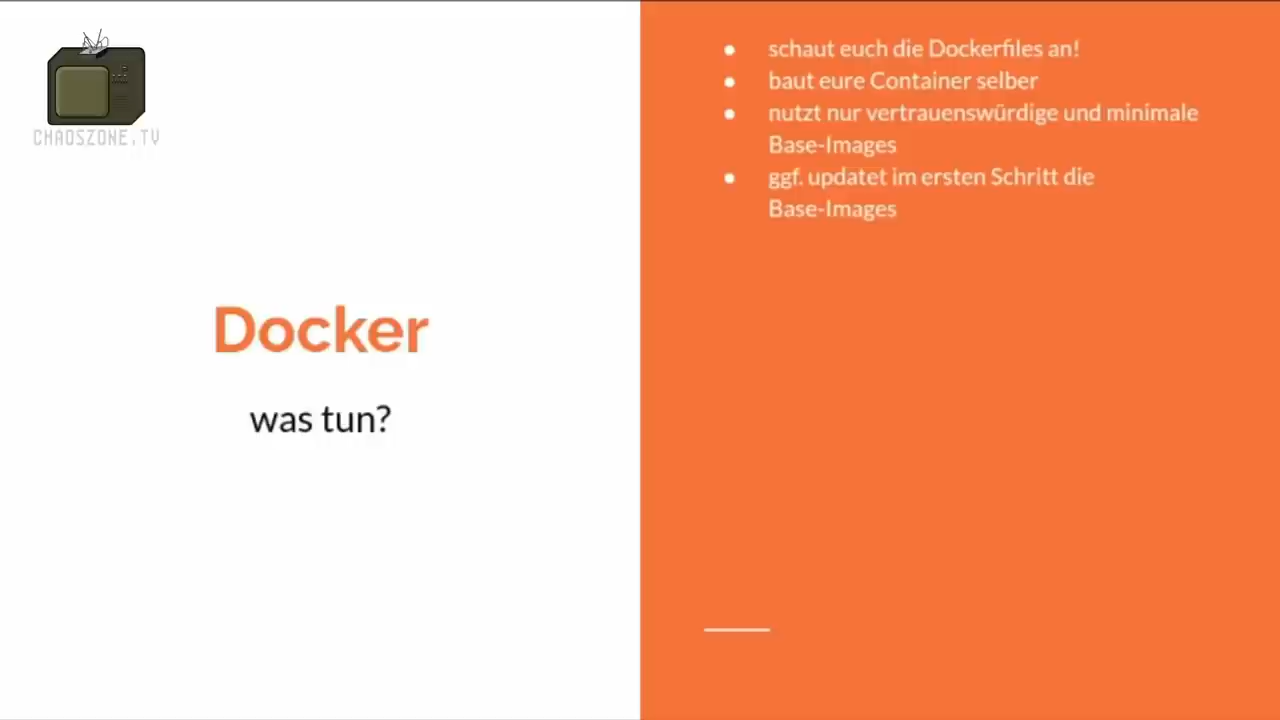 CHAOSZONE.TV
Docker
was tun?
● schaut euch die Dockerfiles an!
● baut eure Container selber
● nutzt nur vertrauenswürdige und minimale
Base-Images
● ggf. updatet im ersten Schritt die
Base-Images